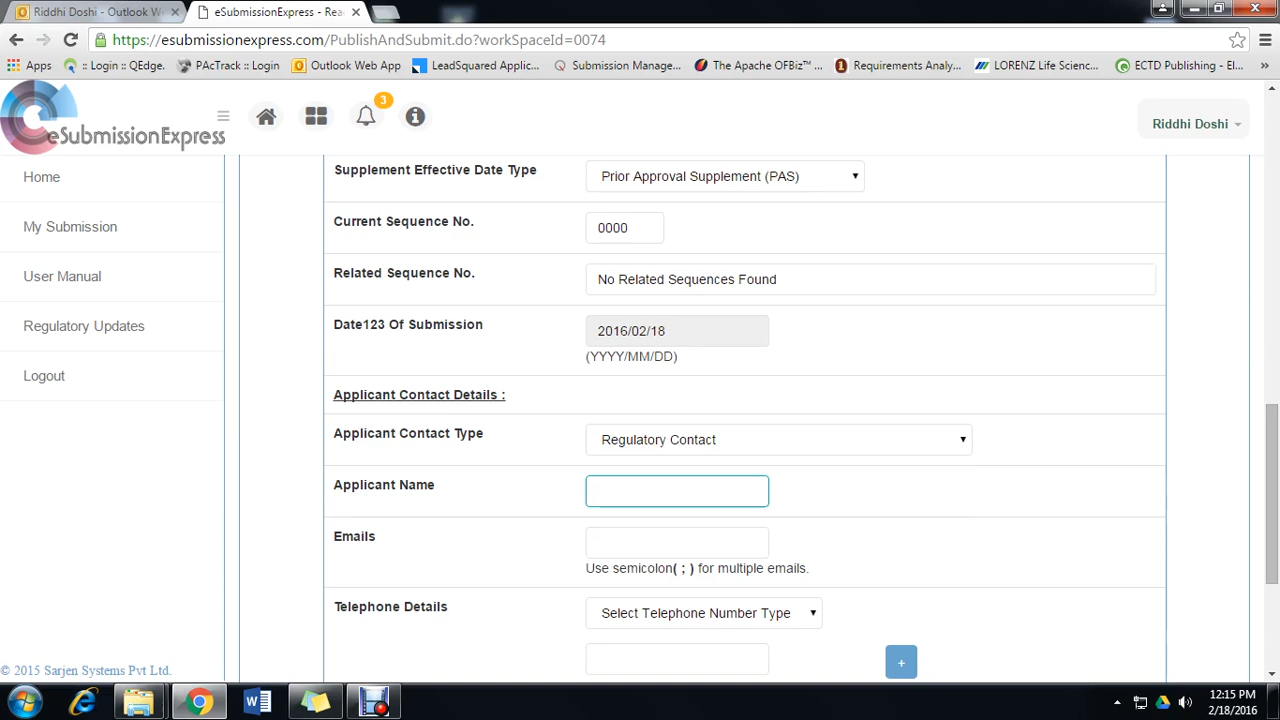 Riddhi Doshi - Outlook W
eSubmissionExpress - Rea
https://esubmissionexpress.com/PublishAndSubmit.do?workSpaceId=0074
Apps :: Login :: QEdge. PAcTrack :: Login Outlook Web App LeadSquared Applic... Submission Manage... The Apache OFBiz™ ... Requirements Analy... LORENZ Life Scienc... ECTD Publishing - El...
eSubmissionExpress
3
Riddhi Doshi
Home
My Submission
User Manual
Regulatory Updates
Logout
Supplement Effective Date Type Prior Approval Supplement (PAS)
Current Sequence No. 0000
Related Sequence No. No Related Sequences Found
Date123 Of Submission 2016/02/18
(YYYY/MM/DD)
Applicant Contact Details :
Applicant Contact Type Regulatory Contact
Applicant Name
Emails
Use semicolon( ; ) for multiple emails.
Telephone Details Select Telephone Number Type
+
© 2015 Sarjen Systems Pvt Ltd.
12:15 PM
2/18/2016